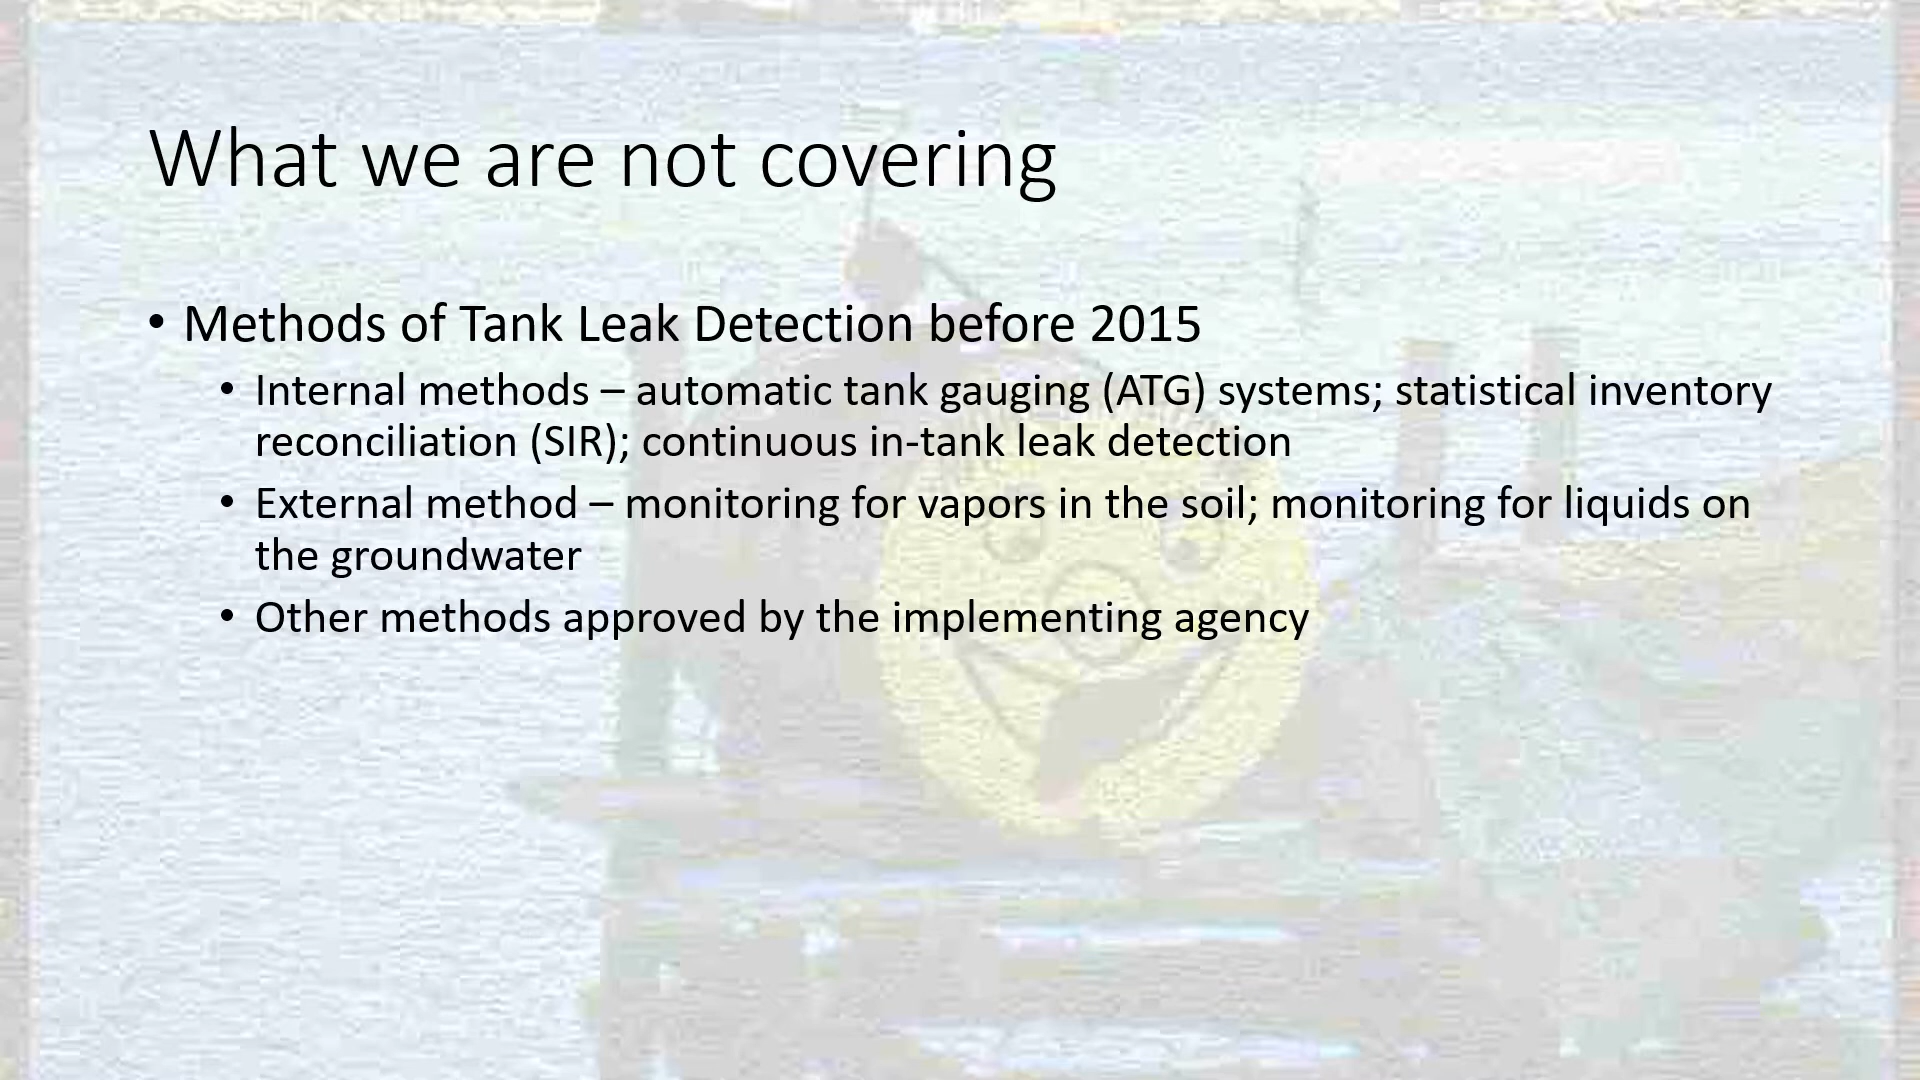 What we are not covering
• Methods of Tank Leak Detection before 2015
• Internal methods – automatic tank gauging (ATG) systems; statistical inventory
reconciliation (SIR); continuous in-tank leak detection
• External method – monitoring for vapors in the soil; monitoring for liquids on
the groundwater
• Other methods approved by the implementing agency